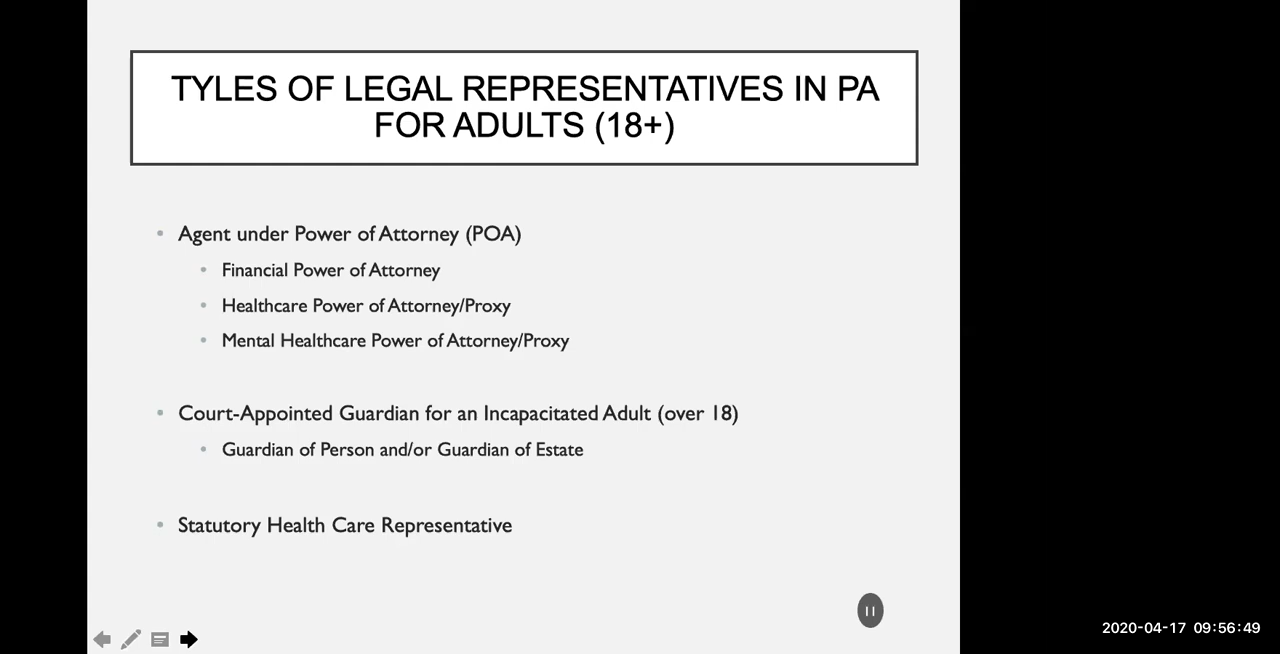 TYLES OF LEGAL REPRESENTATIVES IN PA
FOR ADULTS (18+)
• Agent under Power of Attorney (POA)
• Financial Power of Attorney
• Healthcare Power of Attorney/Proxy
• Mental Healthcare Power of Attorney/Proxy
• Court-Appointed Guardian for an Incapacitated Adult (over 18)
• Guardian of Person and/or Guardian of Estate
• Statutory Health Care Representative
11
2020-04-17 09:56:49